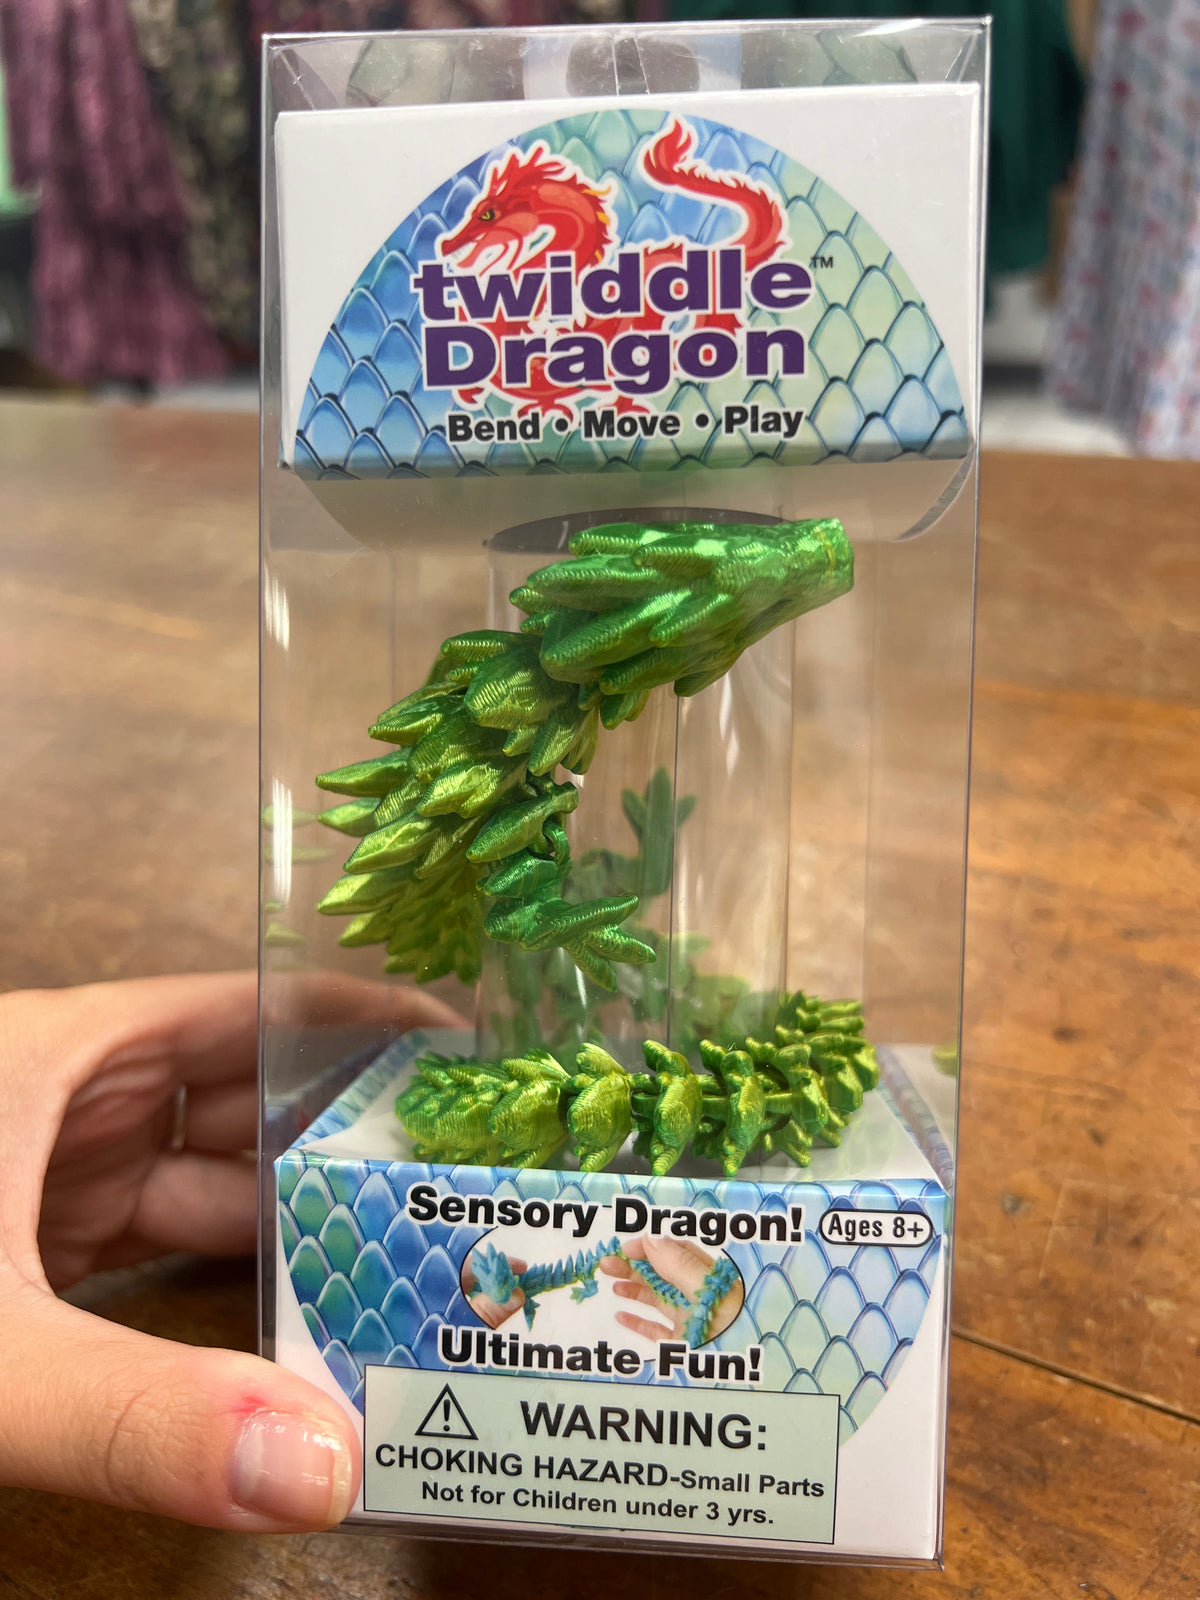 twiddle™
Dragon
Bend • Move • Play
Sensory Dragon!
Ages 8+
Ultimate Fun!
WARNING:
CHOKING HAZARD-Small Parts
Not for Children under 3 yrs.